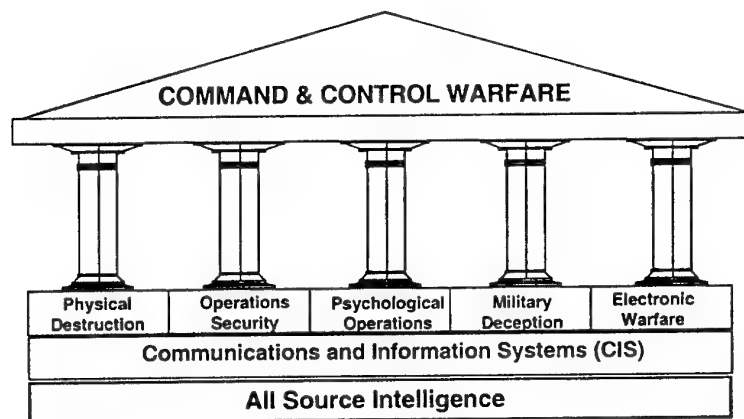 COMMAND & CONTROL WARFARE
Physical Destruction
Operations Security
Psychological Operations
Military Deception
Electronic Warfare
Communications and Information Systems (CIS)
All Source Intelligence